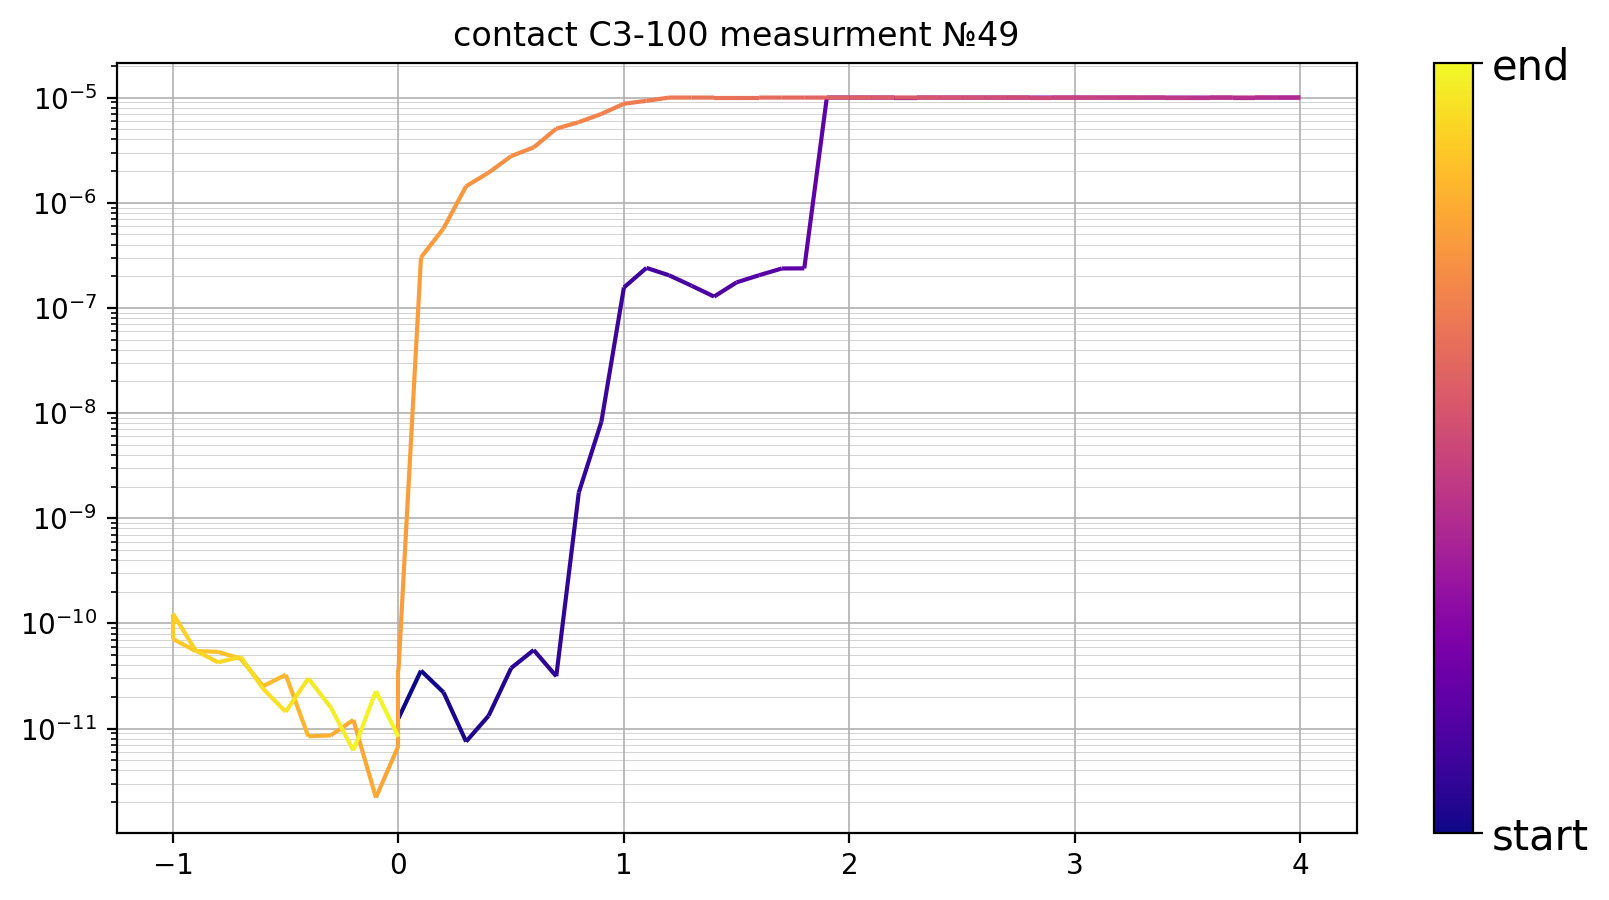 contact C3-100 measurment №49
10⁻⁵
10⁻⁶
10⁻⁷
10⁻⁸
10⁻⁹
10⁻¹⁰
10⁻¹¹
−1 0 1 2 3 4
end
start